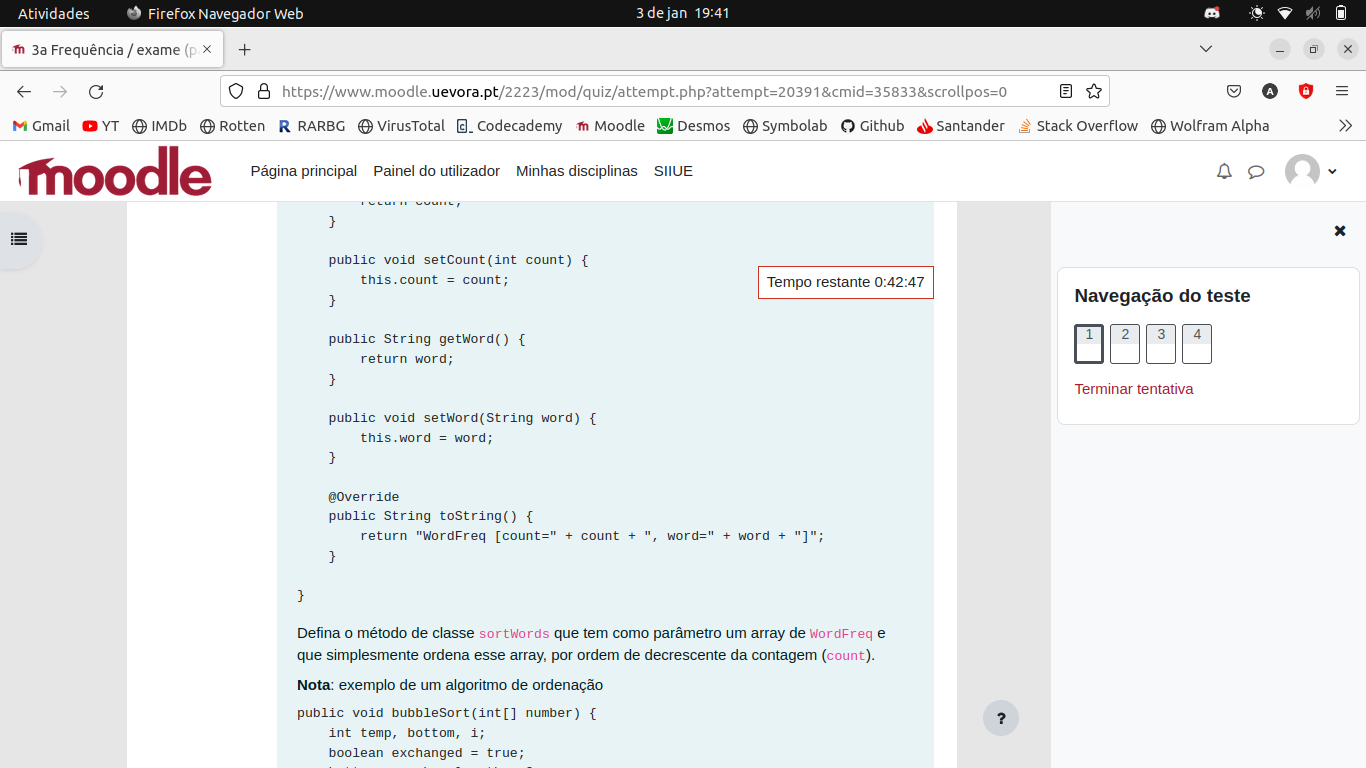 Atividades
Firefox Navegador Web
3 de jan 19:41
3a Frequência / exame (p
https://www.moodle.uevora.pt/2223/mod/quiz/attempt.php?attempt=20391&cmid=35833&scrollpos=0
Gmail YT IMDb Rotten RARBG VirusTotal Codecademy Moodle Desmos Symbolab Github Santander Stack Overflow Wolfram Alpha
moodle
Página principal Painel do utilizador Minhas disciplinas SIIUE
return count;
}
public void setCount(int count) {
this.count = count;
}
Tempo restante 0:42:47
public String getWord() {
return word;
}
public void setWord(String word) {
this.word = word;
}
@Override
public String toString() {
return "WordFreq [count=" + count + ", word=" + word + "]";
}
}
Defina o método de classe sortWords que tem como parâmetro um array de WordFreq e
que simplesmente ordena esse array, por ordem de decrescente da contagem (count).
Nota: exemplo de um algoritmo de ordenação
public void bubbleSort(int[] number) {
int temp, bottom, i;
boolean exchanged = true;
Navegação do teste
1 2 3 4
Terminar tentativa
?